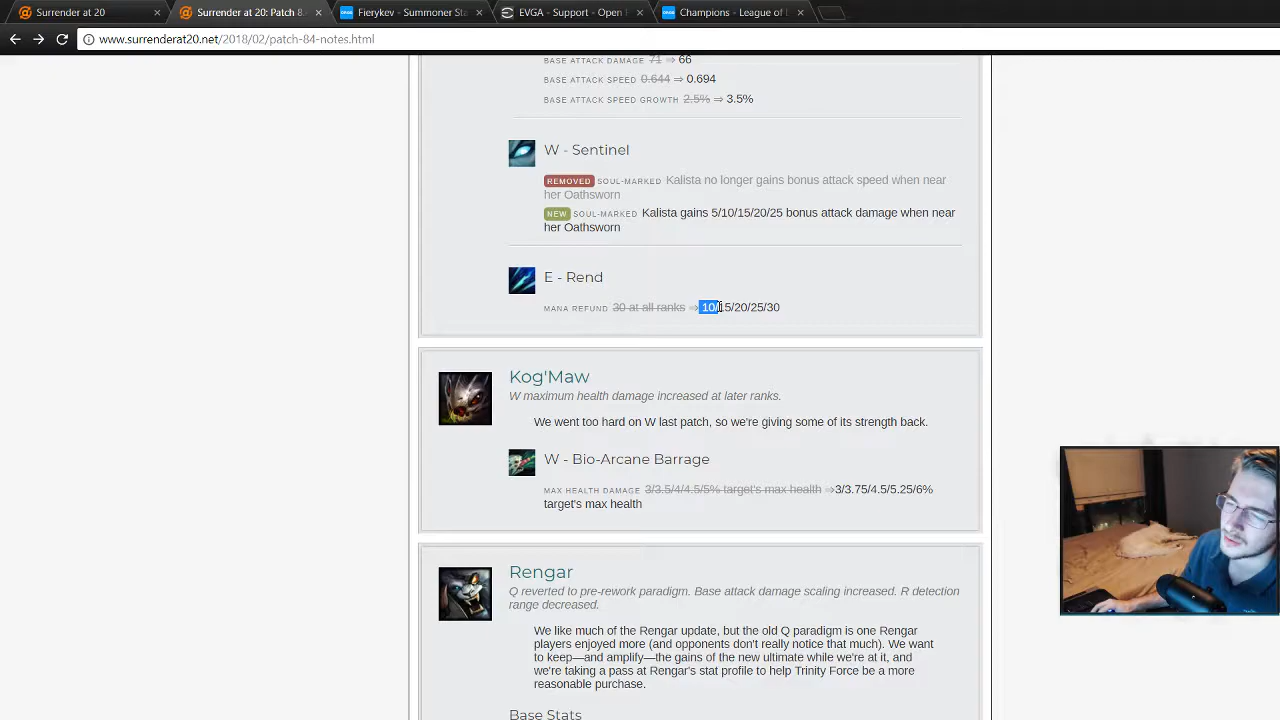 Surrender at 20
Surrender at 20: Patch 8.
Fierykev - Summoner Sta
EVGA - Support - Open R
Champions - League of L
www.surrenderat20.net/2018/02/patch-84-notes.html
BASE ATTACK DAMAGE 71 ⇒ 66
BASE ATTACK SPEED 0.644 ⇒ 0.694
BASE ATTACK SPEED GROWTH 2.5% ⇒ 3.5%
W - Sentinel
REMOVED SOUL-MARKED Kalista no longer gains bonus attack speed when near
her Oathsworn
NEW SOUL-MARKED Kalista gains 5/10/15/20/25 bonus attack damage when near
her Oathsworn
E - Rend
MANA REFUND 30 at all ranks ⇒ 10/15/20/25/30
Kog'Maw
W maximum health damage increased at later ranks.
We went too hard on W last patch, so we're giving some of its strength back.
W - Bio-Arcane Barrage
MAX HEALTH DAMAGE 3/3.5/4/4.5/5% target's max health ⇒3/3.75/4.5/5.25/6%
target's max health
Rengar
Q reverted to pre-rework paradigm. Base attack damage scaling increased. R detection
range decreased.
We like much of the Rengar update, but the old Q paradigm is one Rengar
players enjoyed more (and opponents don't really notice that much). We want
to keep—and amplify—the gains of the new ultimate while we're at it, and
we're taking a pass at Rengar's stat profile to help Trinity Force be a more
reasonable purchase.
Base Stats